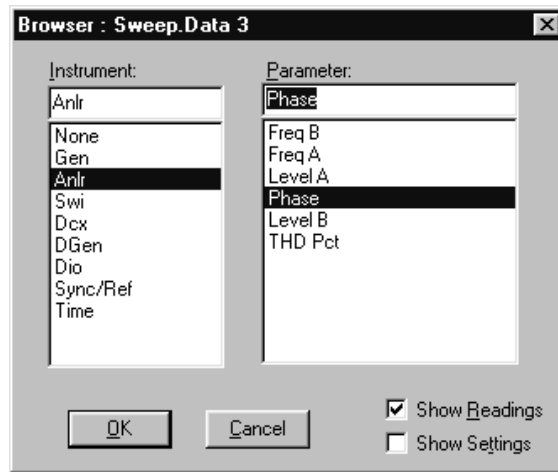 Browser : Sweep.Data 3
Instrument:
Anlr
None
Gen
Anlr
Swi
Dcx
DGen
Dio
Sync/Ref
Time
Parameter:
Phase
Freq B
Freq A
Level A
Phase
Level B
THD Pct
OK
Cancel
Show Readings
Show Settings